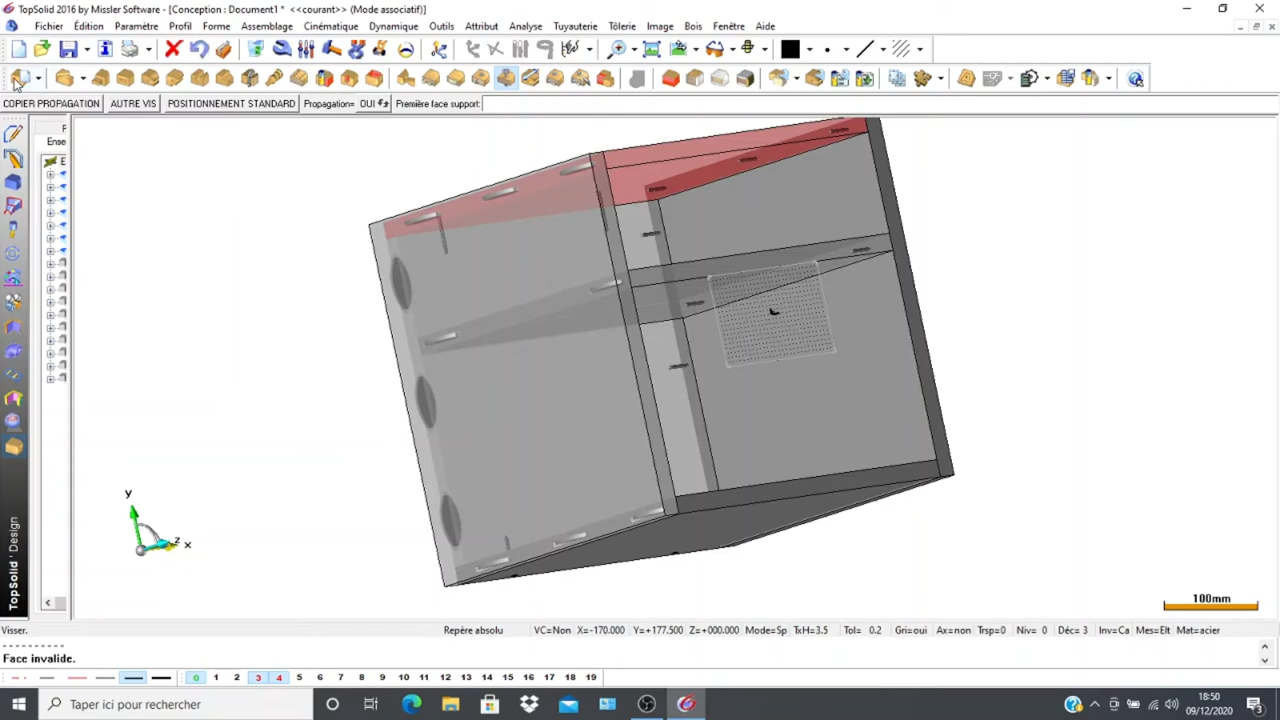 TopSolid 2016 by Missler Software - [Conception : Document1 * <<courant>> (Mode associatif)]
Fichier Édition Paramètre Profil Forme Assemblage Cinématique Dynamique Outils Attribut Analyse Tuyauterie Tôlerie Image Bois Fenêtre Aide
COPIER PROPAGATION AUTRE VIS POSITIONNEMENT STANDARD Propagation= OUI Première face support:
Ense
E
y
z
x
TopSolid ' Design
100mm
Visser. Repère absolu VC=Non X=-170.000 Y=+177.500 Z=+000.000 Mode=Sp TxH=3.5 Tol= 0.2 Gri=oui Ax=non Trsp=0 Niv= 0 Déc= 3 Inv=Ca Mes=Elt Mat=acier
Face invalide.
0 1 2 3 4 5 6 7 8 9 10 11 12 13 14 15 16 17 18 19
Taper ici pour rechercher
18:50
09/12/2020
3